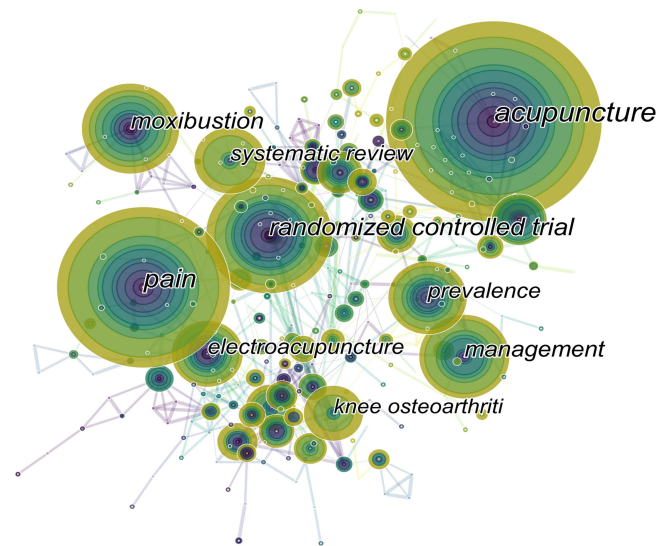 acupuncture
moxibustion
systematic review
randomized controlled trial
pain
prevalence
electroacupuncture
management
knee osteoarthriti